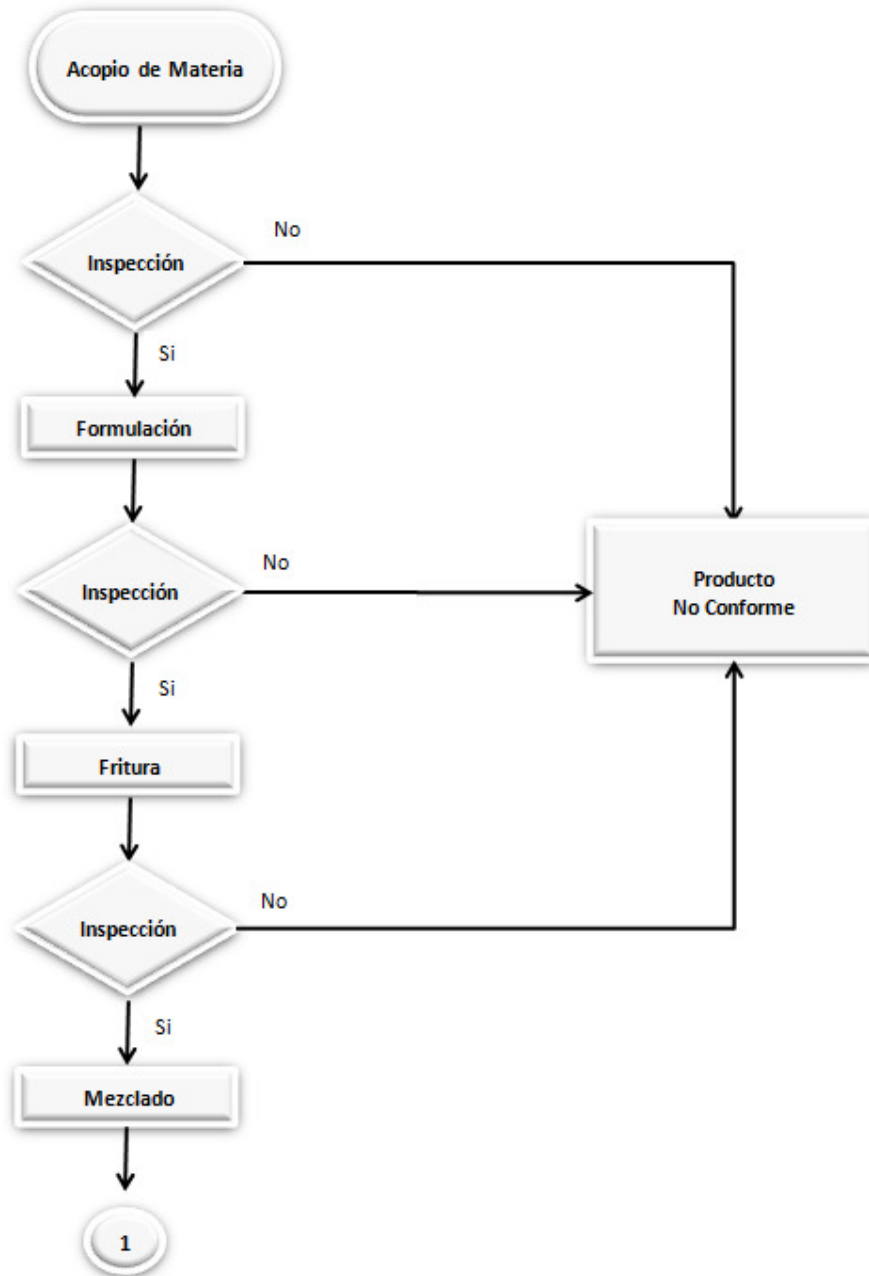 Acopio de Materia
No
Inspección
Si
Formulación
No
Inspección
Producto
No Conforme
Si
Fritura
No
Inspección
Si
Mezclado
1